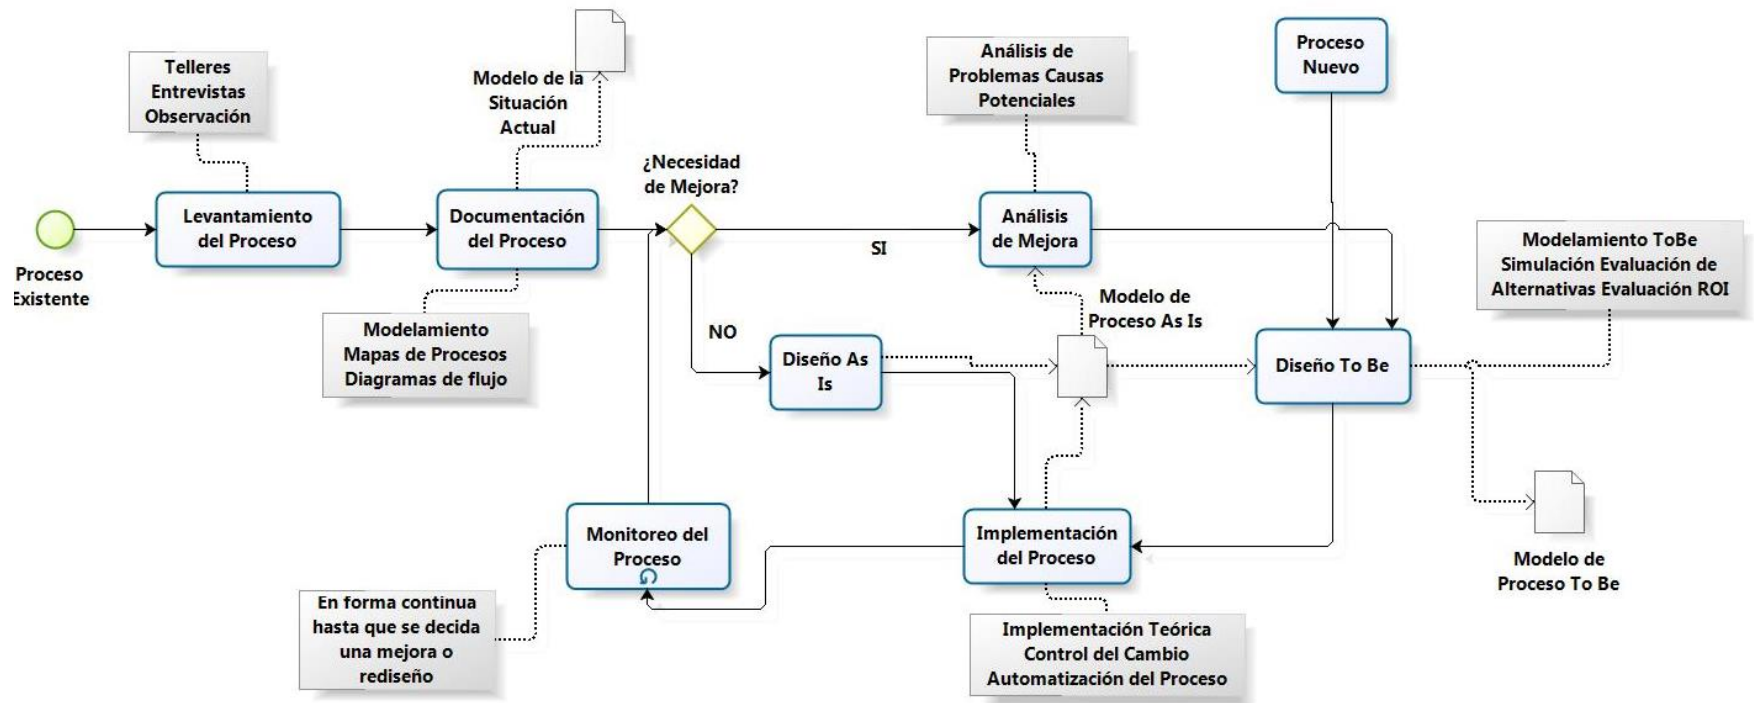 Telleres
Entrevistas
Observación
Modelo de la
Situación
Actual
Análisis de
Problemas Causas
Potenciales
Proceso
Nuevo
¿Necesidad
de Mejora?
Proceso
Existente
Levantamiento
del Proceso
Documentación
del Proceso
SI
Análisis
de Mejora
Modelamiento ToBe
Simulación Evaluación de
Alternativas Evaluación ROI
Modelamiento
Mapas de Procesos
Diagramas de flujo
NO
Diseño As
Is
Modelo de
Proceso As Is
Diseño To Be
Monitoreo del
Proceso
Implementación
del Proceso
Modelo de
Proceso To Be
En forma continua
hasta que se decida
una mejora o
rediseño
Implementación Teórica
Control del Cambio
Automatización del Proceso